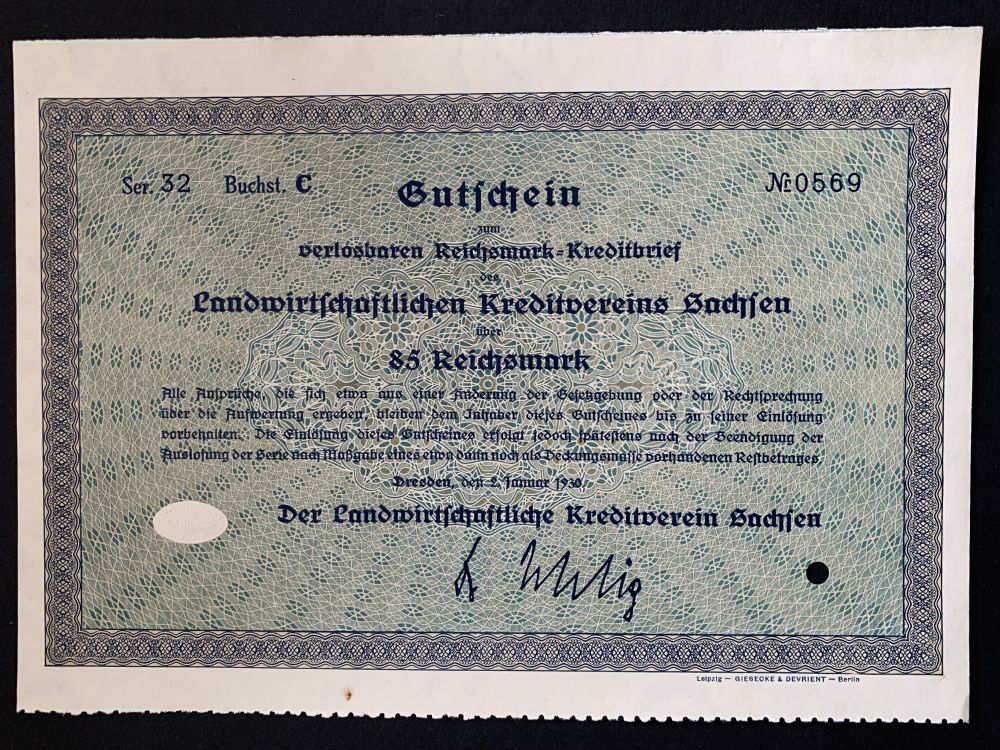 Ser. 32 Buchst. C
№ 0569
Gutschein
zum
verlosbaren Reichsmark-Kreditbrief
des
Landwirtschaftlichen Kreditvereins Sachsen
über
85 Reichsmark
Alle Ansprüche, die sich etwa aus einer Änderung der Gesetzgebung oder der Rechtsprechung
über die Aufwertung ergeben, bleiben dem Inhaber dieses Gutscheines bis zu seiner Einlösung
vorbehalten. Die Einlösung dieses Gutscheines erfolgt jedoch spätestens nach der Beendigung der
Auslosung der Serie nach Maßgabe eines etwa dann noch als Deckungsmasse vorhandenen Restbetrages.
Dresden, den 2. Januar 1930
Der Landwirtschaftliche Kreditverein Sachsen
Leipzig — GIESECKE & DEVRIENT — Berlin